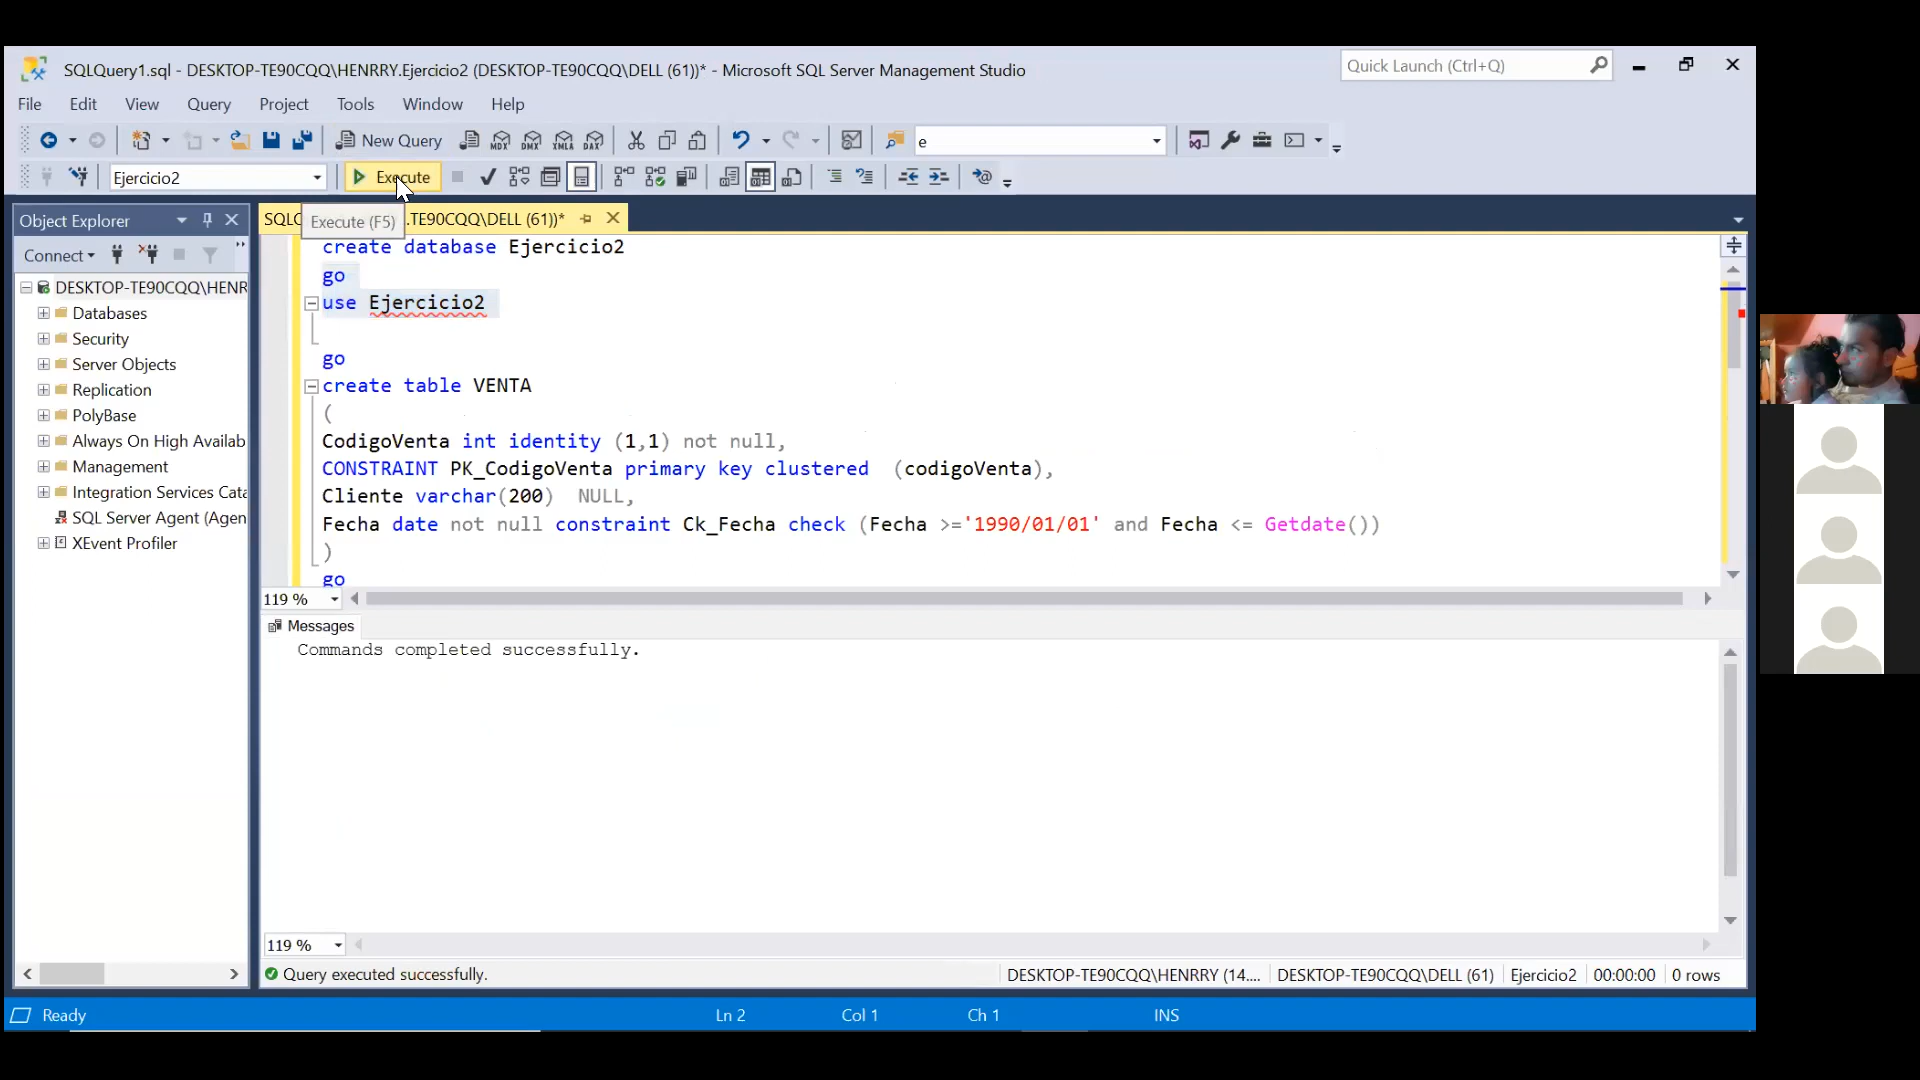 SQLQuery1.sql - DESKTOP-TE90CQQ\HENRRY.Ejercicio2 (DESKTOP-TE90CQQ\DELL (61))* - Microsoft SQL Server Management Studio
Quick Launch (Ctrl+Q)
File Edit View Query Project Tools Window Help
New Query
MDX DMX XMLA DAX
e
Ejercicio2
Execute
Object Explorer
SQLC
.TE90CQQ\DELL (61))*
Execute (F5)
Connect
DESKTOP-TE90CQQ\HENR
Databases
Security
Server Objects
Replication
PolyBase
Always On High Availab
Management
Integration Services Cata
SQL Server Agent (Agen
XEvent Profiler
create database Ejercicio2
go
use Ejercicio2
go
create table VENTA
(
CodigoVenta int identity (1,1) not null,
CONSTRAINT PK_CodigoVenta primary key clustered (codigoVenta),
Cliente varchar(200) NULL,
Fecha date not null constraint Ck_Fecha check (Fecha >='1990/01/01' and Fecha <= Getdate())
)
go
119 %
Messages
Commands completed successfully.
119 %
Query executed successfully.
DESKTOP-TE90CQQ\HENRRY (14....
DESKTOP-TE90CQQ\DELL (61)
Ejercicio2
00:00:00
0 rows
Ready
Ln 2
Col 1
Ch 1
INS